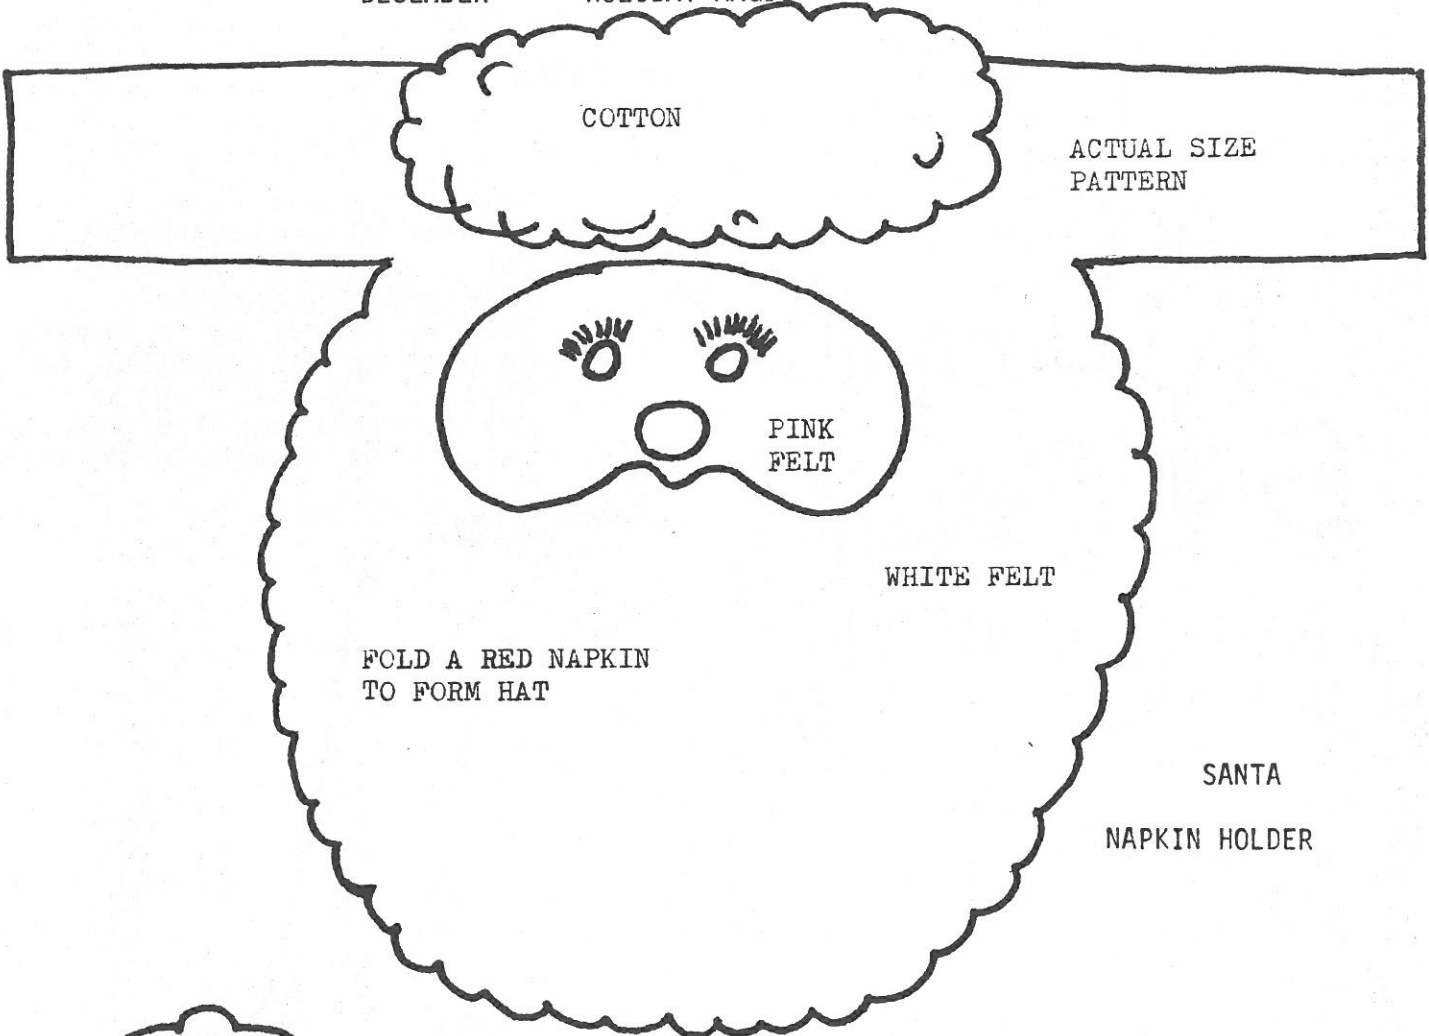 COTTON
ACTUAL SIZE
PATTERN
PINK
FELT
WHITE FELT
FOLD A RED NAPKIN
TO FORM HAT
SANTA
NAPKIN HOLDER